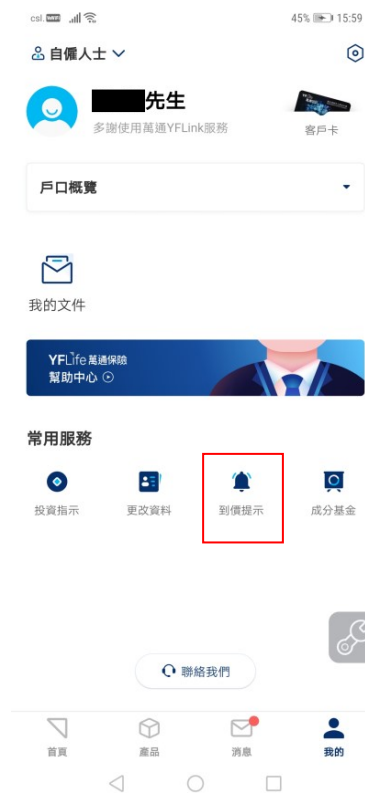 csl. 45% 15:59
自僱人士
先生
多謝使用萬通YFLink服務
客戶卡
戶口概覽
我的文件
YFLife 萬通保險
幫助中心
常用服務
投資指示
更改資料
到價提示
成分基金
聯絡我們
首頁
產品
消息
我的